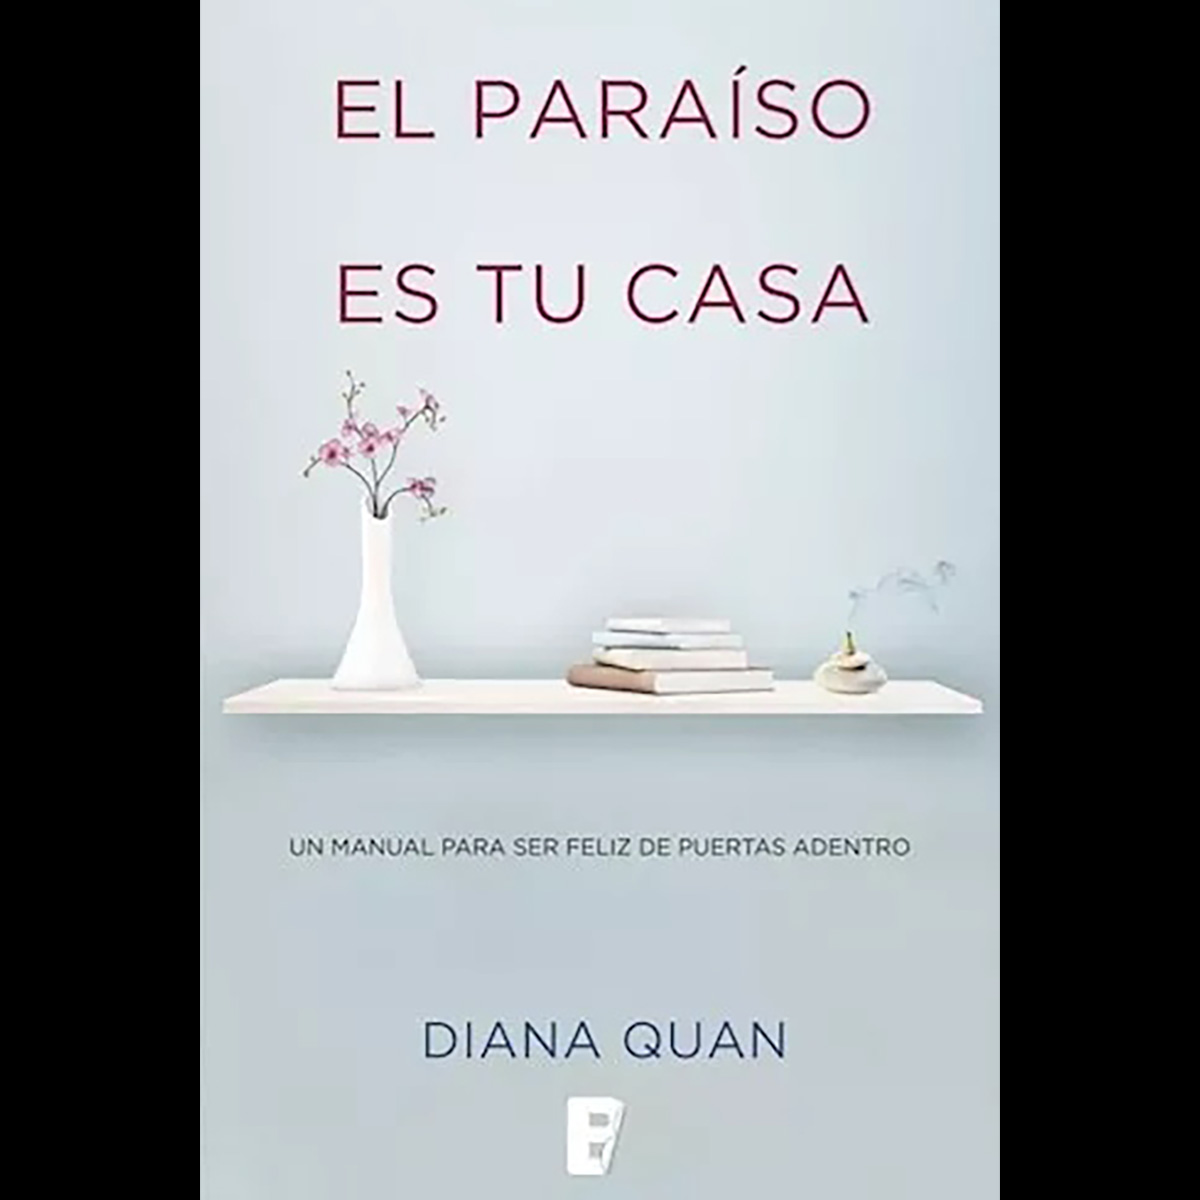 EL PARAÍSO
ES TU CASA
UN MANUAL PARA SER FELIZ DE PUERTAS ADENTRO
DIANA QUAN
B